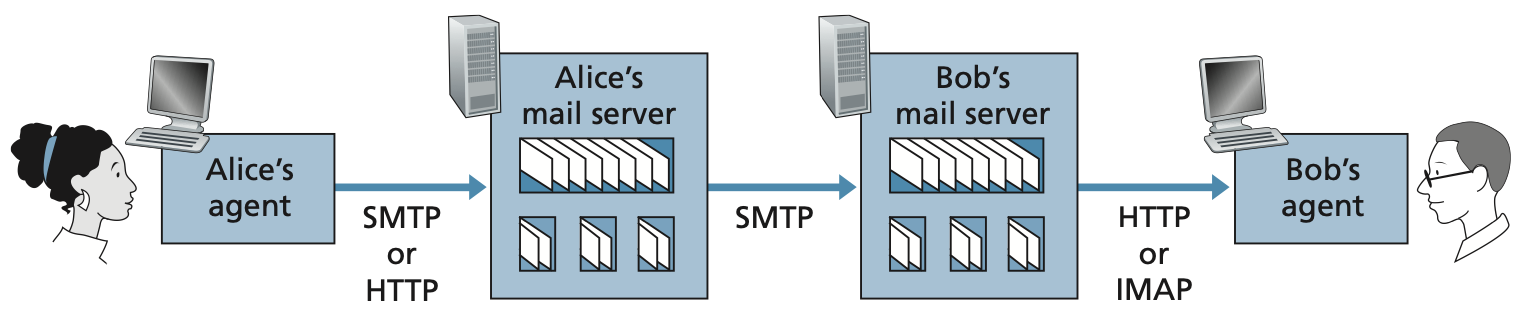 Alice’s
agent
SMTP
or
HTTP
Alice’s
mail server
SMTP
Bob’s
mail server
HTTP
or
IMAP
Bob’s
agent